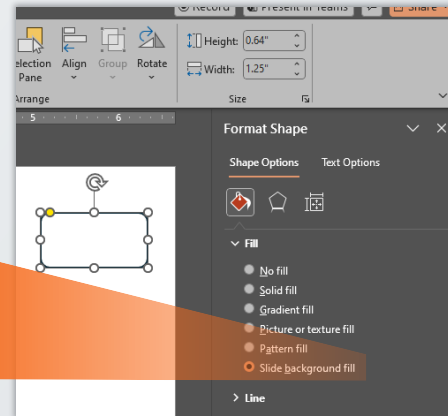 Record Present in Teams Share
election Align Group Rotate
Pane
Arrange
Height: 0.64"
Width: 1.25"
Size
5 6
Format Shape
Shape Options Text Options
Fill
No fill
Solid fill
Gradient fill
Picture or texture fill
Pattern fill
Slide background fill
Line